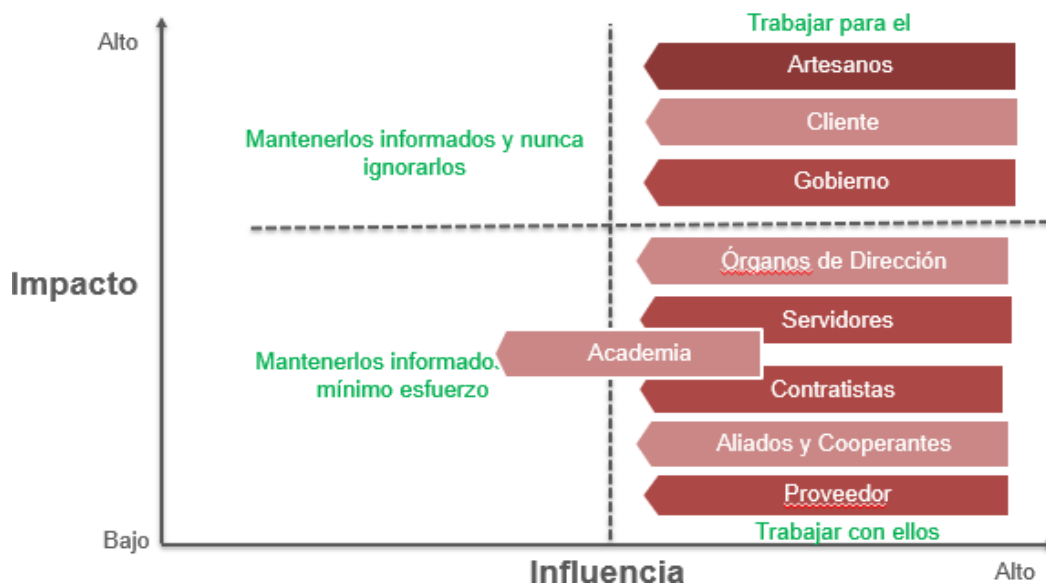 Trabajar para el
Alto
Artesanos
Cliente
Mantenerlos informados y nunca
ignorarlos
Gobierno
Órganos de Dirección
Impacto
Servidores
Academia
Mantenerlos informados
mínimo esfuerzo
Contratistas
Aliados y Cooperantes
Proveedor
Trabajar con ellos
Bajo
Influencia
Alto